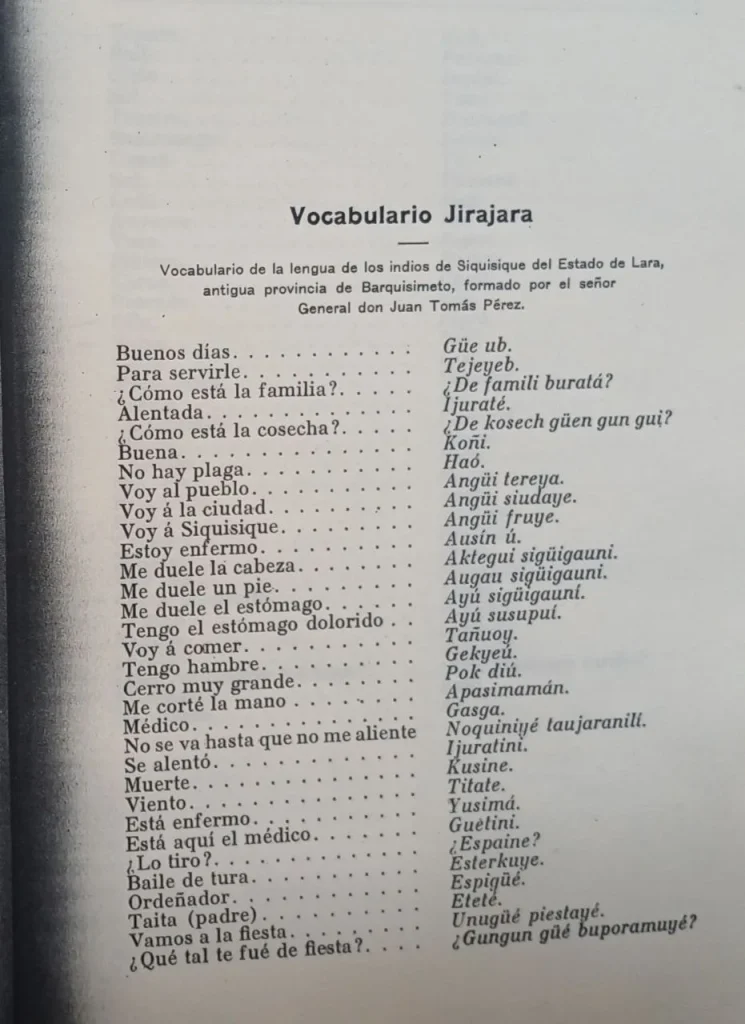 Vocabulario Jirajara
Vocabulario de la lengua de los indios de Siquisique del Estado de Lara,
antigua provincia de Barquisimeto, formado por el señor
General don Juan Tomás Pérez.
Buenos días. . . . . . . . . . . . . Güe ub.
Para servirle . . . . . . . . . . . . Tejeyeb.
¿Cómo está la familia?. . . . . . ¿De famili buratá?
Alentada. . . . . . . . . . . . . . . Ijuraté.
¿Cómo está la cosecha?. . . . . ¿De kosech güen gun gui?
Buena . . . . . . . . . . . . . . . . Koñi.
No hay plaga. . . . . . . . . . . . Haó.
Voy al pueblo. . . . . . . . . . . . Angüi tereya.
Voy á la ciudad. . . . . . . . . . . Angüi siudaye.
Voy á Siquisique . . . . . . . . . . Angüi fruye.
Estoy enfermo. . . . . . . . . . . . Ausín ú.
Me duele la cabeza. . . . . . . . . Aktegui sigüigauni.
Me duele un pie. . . . . . . . . . . Augau sigüigauni.
Me duele el estómago. . . . . . . Ayú sigüigauní.
Tengo el estómago dolorido . . Ayú susupuí.
Voy á comer. . . . . . . . . . . . . Tañuoy.
Tengo hambre. . . . . . . . . . . . Gekyeú.
Cerro muy grande. . . . . . . . . Pok diú.
Me corté la mano . . . . . . . . . Apasimamán.
Médico. . . . . . . . . . . . . . . . Gasga.
No se va hasta que no me aliente Noquiniyé taujaranilí.
Se alentó. . . . . . . . . . . . . . . Ijuratini.
Muerte. . . . . . . . . . . . . . . . Kusine.
Viento. . . . . . . . . . . . . . . . Titate.
Está enfermo . . . . . . . . . . . . Yusimá.
Está aquí el médico. . . . . . . . Guetini.
¿Lo tiro?. . . . . . . . . . . . . . . ¿Espaine?
Baile de tura. . . . . . . . . . . . Esterkuye.
Ordeñador. . . . . . . . . . . . . . Espigüé.
Taita (padre). . . . . . . . . . . . Eteté.
Vamos a la fiesta. . . . . . . . . . Unugüé piestayé.
¿Qué tal te fué de fiesta?. . . . ¿Gungun güé buporamuyé?